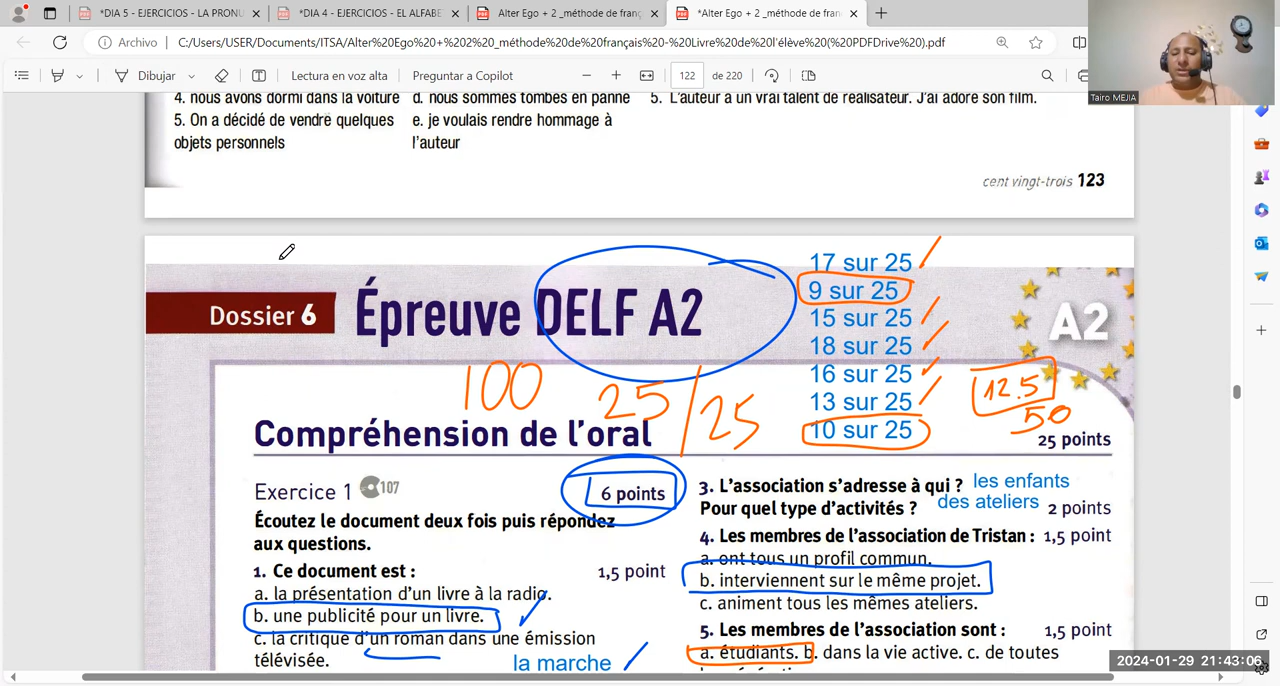 *DIA 5 - EJERCICIOS - LA PRONU
*DIA 4 - EJERCICIOS - EL ALFABE
Alter Ego + 2 _méthode de franç
*Alter Ego + 2 _méthode de fran
Archivo
C:/Users/USER/Documents/ITSA/Alter%20Ego%20+%202%20_méthode%20de%20français%20-%20Livre%20de%20l'élève%20(%20PDFDrive%20).pdf
Dibujar
Lectura en voz alta
Preguntar a Copilot
122
de 220
Tairo MEJIA
4. nous avons dormi dans la voiture
5. On a décidé de vendre quelques
objets personnels
d. nous sommes tombés en panne
e. je voulais rendre hommage à
l'auteur
5. L'auteur a un vrai talent de réalisateur. J'ai adoré son film.
cent vingt-trois 123
Dossier 6
Épreuve DELF A2
17 sur 25
9 sur 25
15 sur 25
18 sur 25
16 sur 25
13 sur 25
10 sur 25
A2
100
25/25
12.5
50
Compréhension de l'oral
25 points
Exercice 1
107
6 points
Écoutez le document deux fois puis répondez
aux questions.
1. Ce document est :
1,5 point
a. la présentation d'un livre à la radio.
b. une publicité pour un livre.
c. la critique d'un roman dans une émission
télévisée.
la marche
3. L'association s'adresse à qui ?
les enfants
Pour quel type d'activités ?
des ateliers
2 points
4. Les membres de l'association de Tristan :
1,5 point
a. ont tous un profil commun.
b. interviennent sur le même projet.
c. animent tous les mêmes ateliers.
5. Les membres de l'association sont :
1,5 point
a. étudiants. b. dans la vie active. c. de toutes
2024-01-29 21:43:06